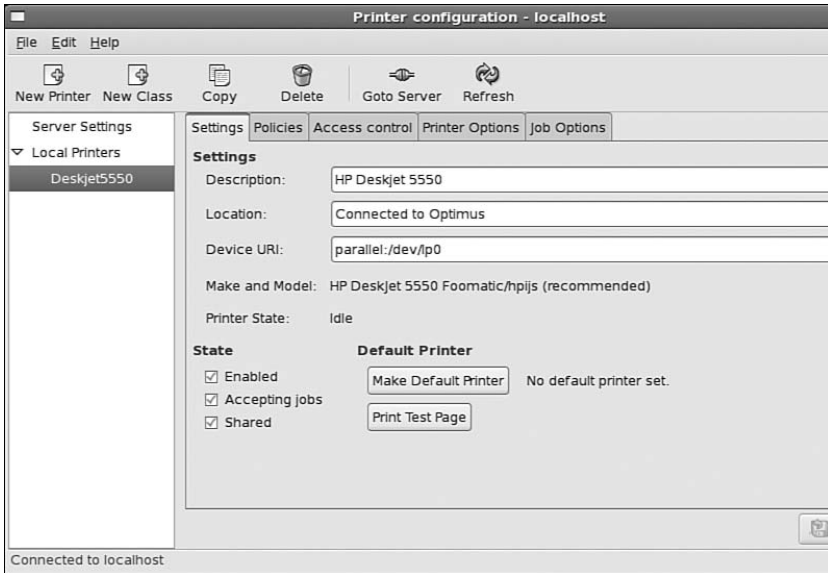 Printer configuration - localhost
File Edit Help
New Printer New Class Copy Delete Goto Server Refresh
Server Settings
Local Printers
Deskjet5550
Settings Policies Access control Printer Options Job Options
Settings
Description: HP Deskjet 5550
Location: Connected to Optimus
Device URI: parallel:/dev/lp0
Make and Model: HP DeskJet 5550 Foomatic/hpijs (recommended)
Printer State: Idle
State
Enabled
Accepting jobs
Shared
Default Printer
Make Default Printer No default printer set.
Print Test Page
Connected to localhost